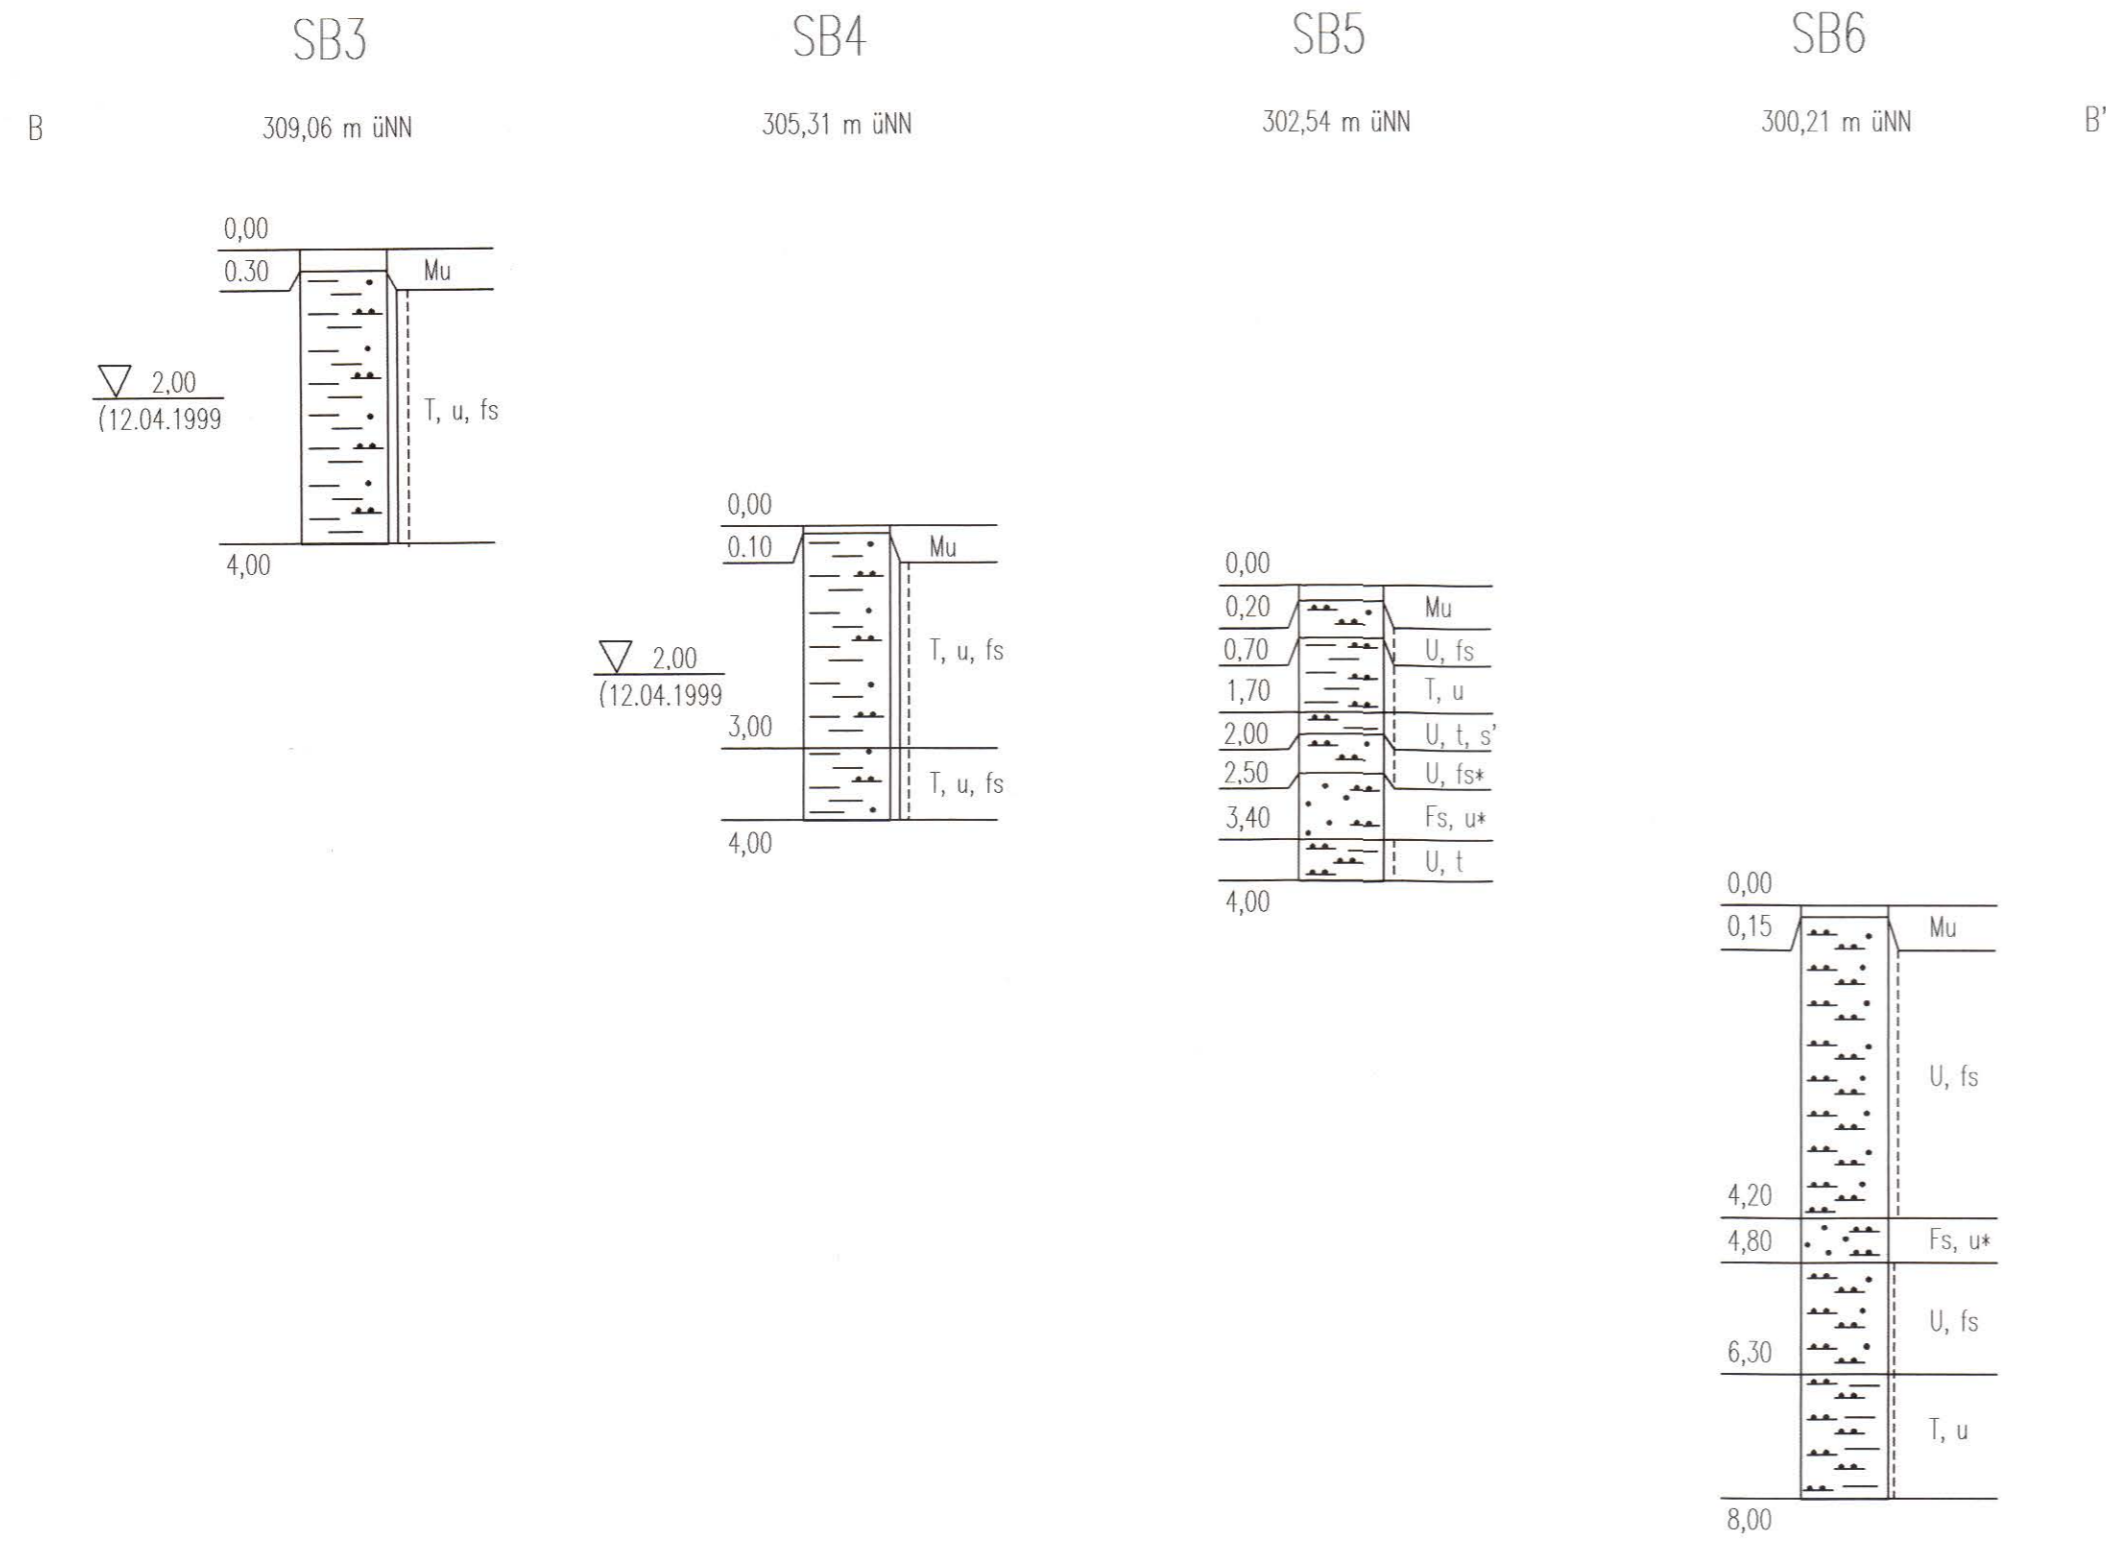 SB3
SB4
SB5
SB6
B
309,06 m üNN
305,31 m üNN
302,54 m üNN
300,21 m üNN
B'
0,00
0.30
Mu
2,00
(12.04.1999
T, u, fs
4,00
0,00
0.10
Mu
T, u, fs
2,00
(12.04.1999
3,00
T, u, fs
4,00
0,00
0,20
Mu
0,70
U, fs
1,70
T, u
2,00
U, t, s'
2,50
U, fs*
3,40
Fs, u*
U, t
4,00
0,00
0,15
Mu
U, fs
4,20
4,80
Fs, u*
U, fs
6,30
T, u
8,00